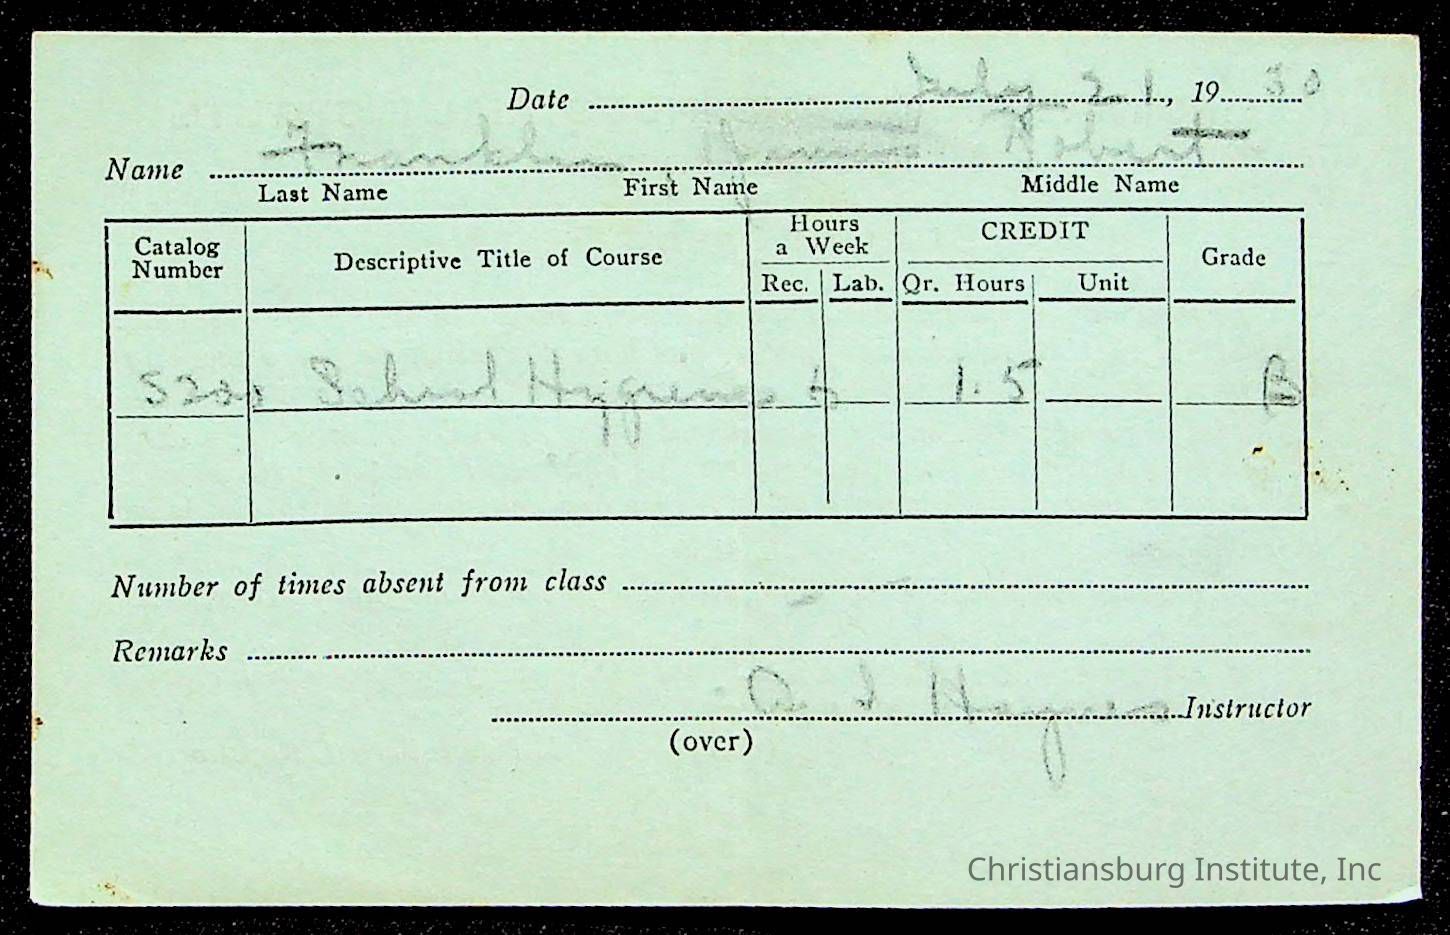 Date July 21, 1930
Name Franklin Robert
Last Name First Name Middle Name
Catalog Number Descriptive Title of Course Hours a Week CREDIT Grade
Rec. Lab. Qr. Hours Unit
School Hygiene 1.5 B
Number of times absent from class
Remarks
Instructor
(over)
Christiansburg Institute, Inc